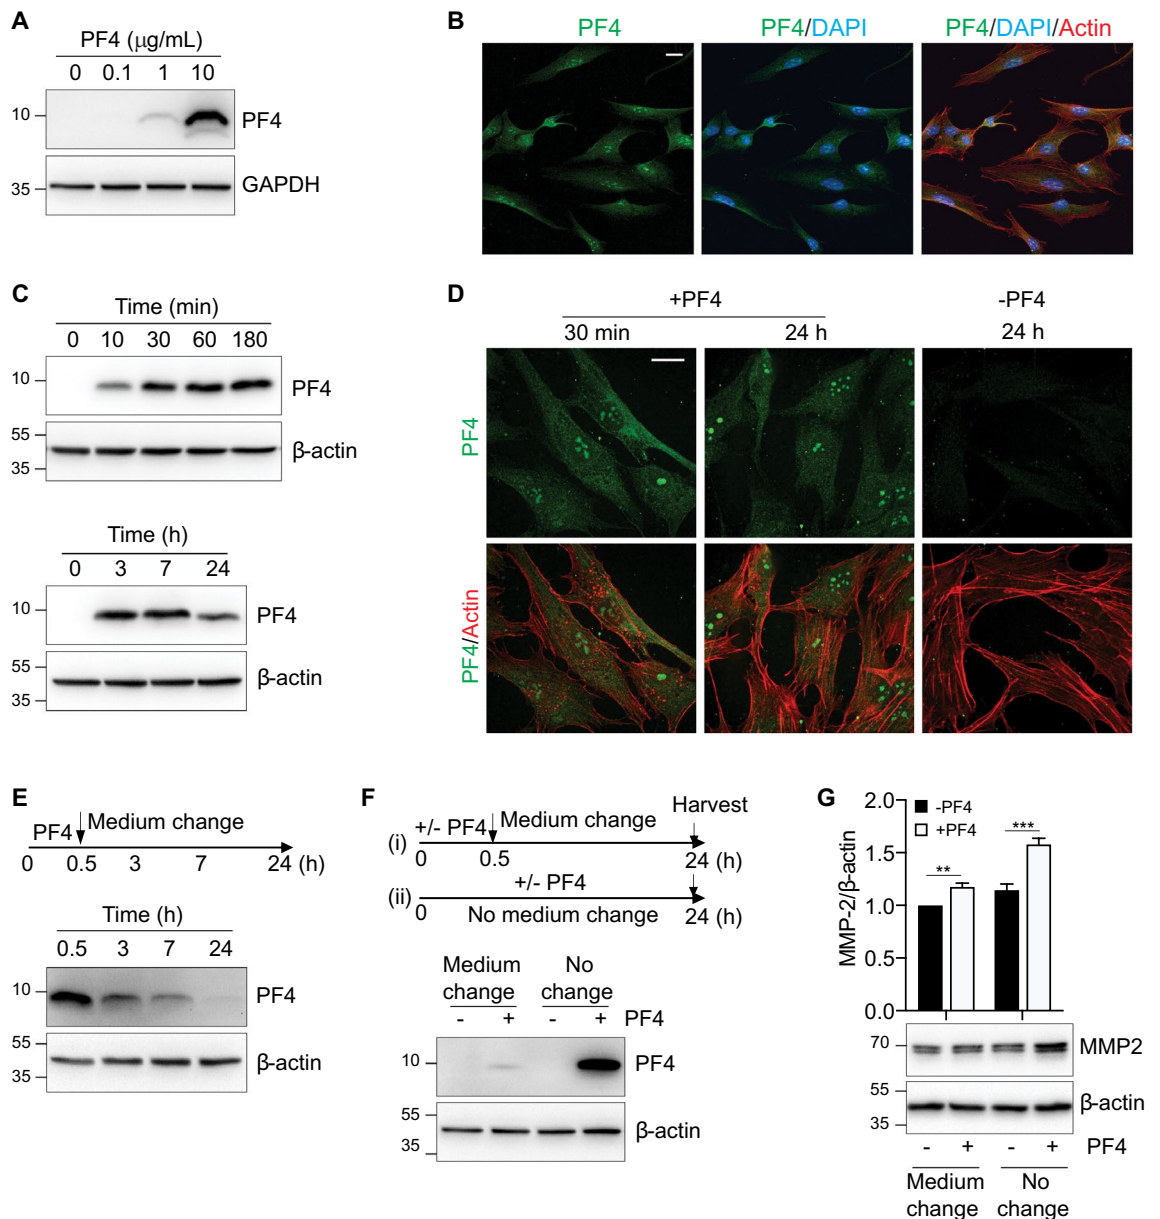 A
PF4 (μg/mL)
0 0.1 1 10
10
PF4
35
GAPDH
B
PF4
PF4/DAPI
PF4/DAPI/Actin
C
Time (min)
0 10 30 60 180
10
PF4
55
35
β-actin
Time (h)
0 3 7 24
10
PF4
55
35
β-actin
D
+PF4
-PF4
30 min
24 h
24 h
PF4
PF4/Actin
E
PF4
Medium change
0 0.5 3 7 24 (h)
Time (h)
0.5 3 7 24
10
PF4
55
35
β-actin
F
Harvest
+/- PF4
Medium change
(i)
0 0.5 24 (h)
+/- PF4
(ii)
0 No medium change 24 (h)
Medium change
No change
- + - + PF4
10
PF4
55
35
β-actin
G
2.0
1.5
1.0
0.5
0.0
MMP-2/β-actin
-PF4
+PF4
**
***
70
MMP2
55
35
β-actin
- + - + PF4
Medium change
No change